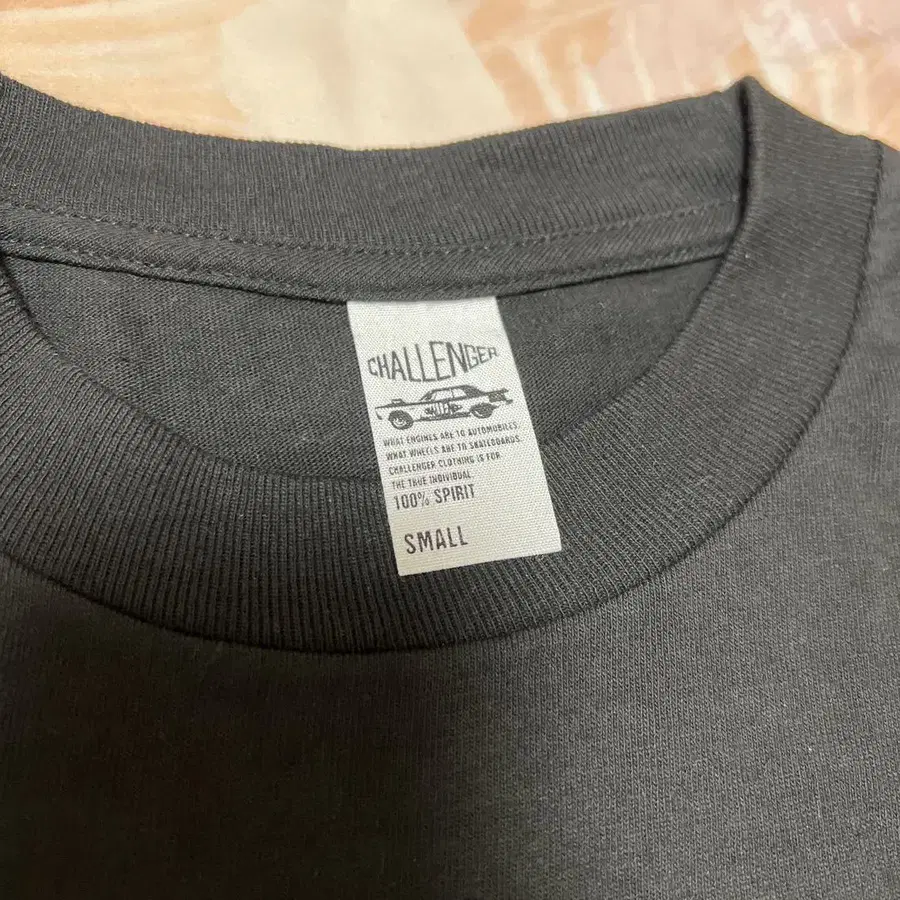 CHALLENGER
WHAT ENGINES ARE TO AUTOMOBILES.
WHAT WHEELS ARE TO SKATEBOARDS.
CHALLENGER CLOTHING IS FOR
THE TRUE INDIVIDUAL.
100% SPIRIT
SMALL